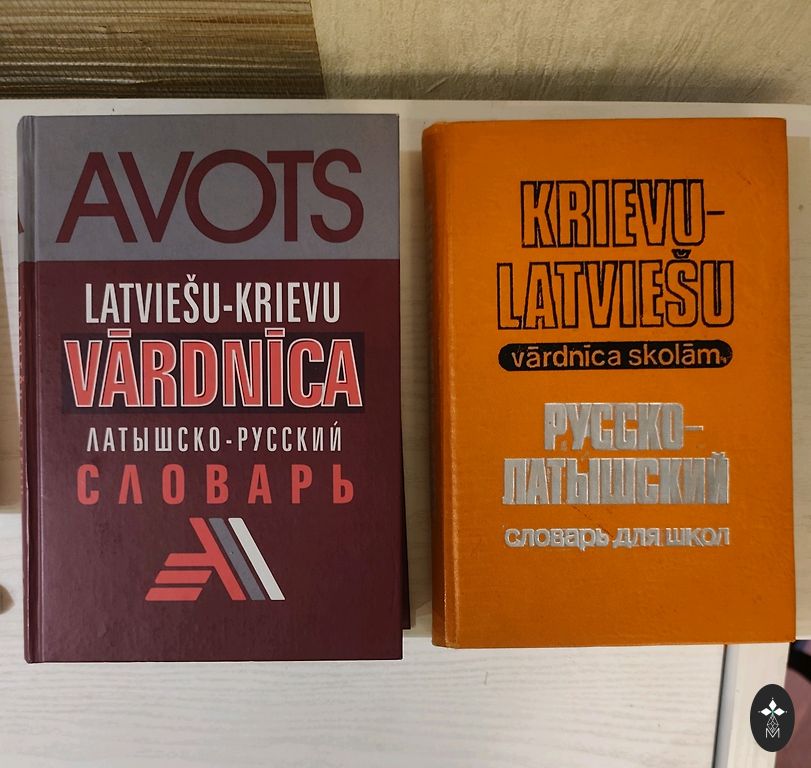 AVOTS
LATVIEŠU-KRIEVU
VĀRDNĪCA
ЛАТЫШСКО-РУССКИЙ
СЛОВАРЬ
KRIEVU-
LATVIEŠU
vārdnīca skolām
РУССКО-
ЛАТЫШСКИЙ
словарь для школ